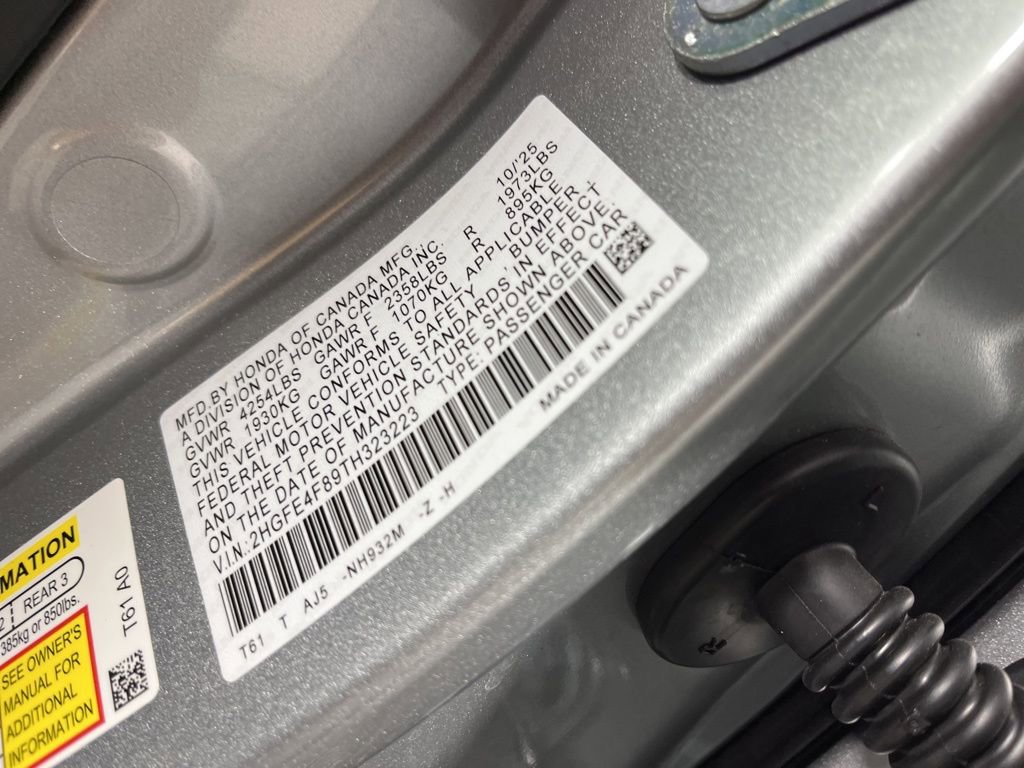 MFD.BY HONDA OF CANADA MFG. 10/'25
A DIVISION OF HONDA CANADA INC.
GVWR 4254LBS GAWR F 2358LBS R 1973LBS
GVWR 1930KG GAWR F 1070KG R 895KG
THIS VEHICLE CONFORMS TO ALL APPLICABLE
FEDERAL MOTOR VEHICLE SAFETY, BUMPER,
AND THEFT PREVENTION STANDARDS IN EFFECT
ON THE DATE OF MANUFACTURE SHOWN ABOVE.
V.I.N.:2HGFE4F89TH323223 TYPE: PASSENGER CAR
MADE IN CANADA
T61 T AJ5 -NH932M -Z -H
MATION
2 REAR 3
385kg or 850lbs.
SEE OWNER'S
MANUAL FOR
ADDITIONAL
INFORMATION
T61 A0